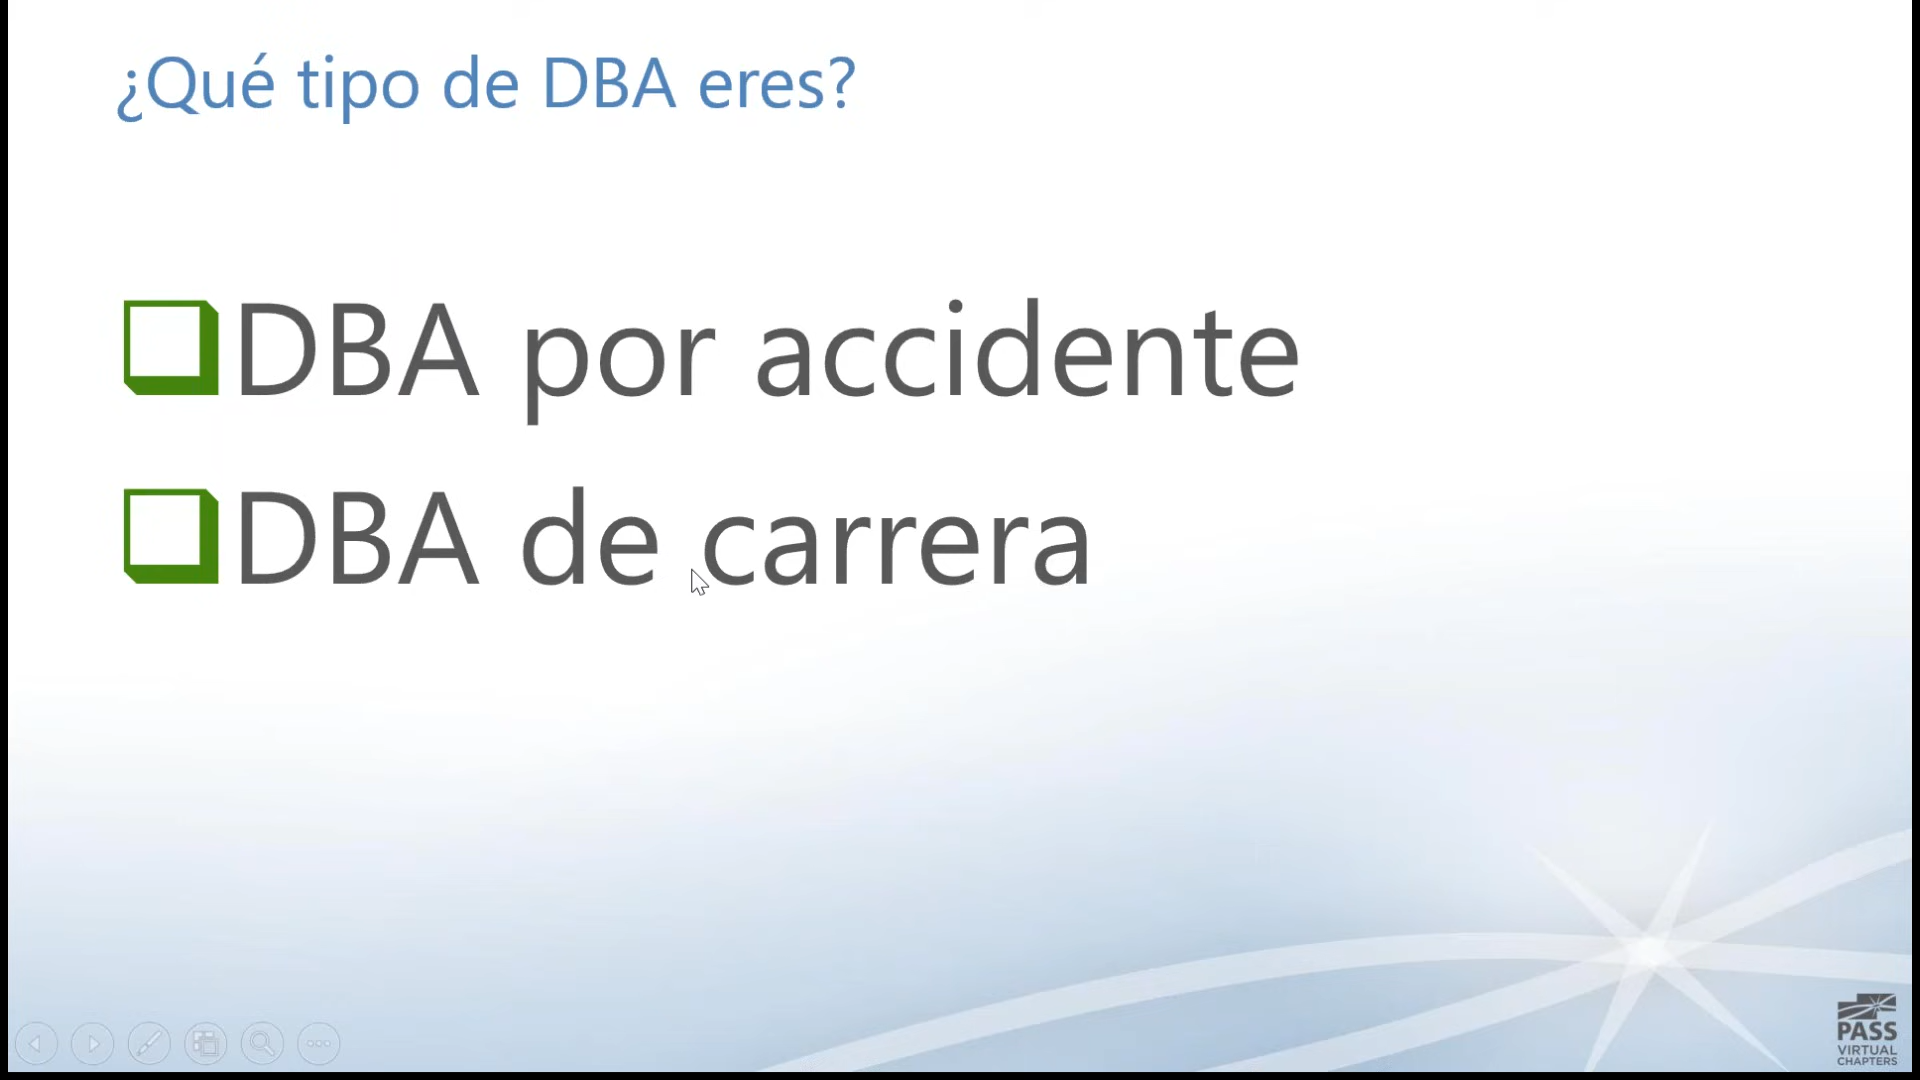 ¿Qué tipo de DBA eres?
DBA por accidente
DBA de carrera
PASS
VIRTUAL
CHAPTERS